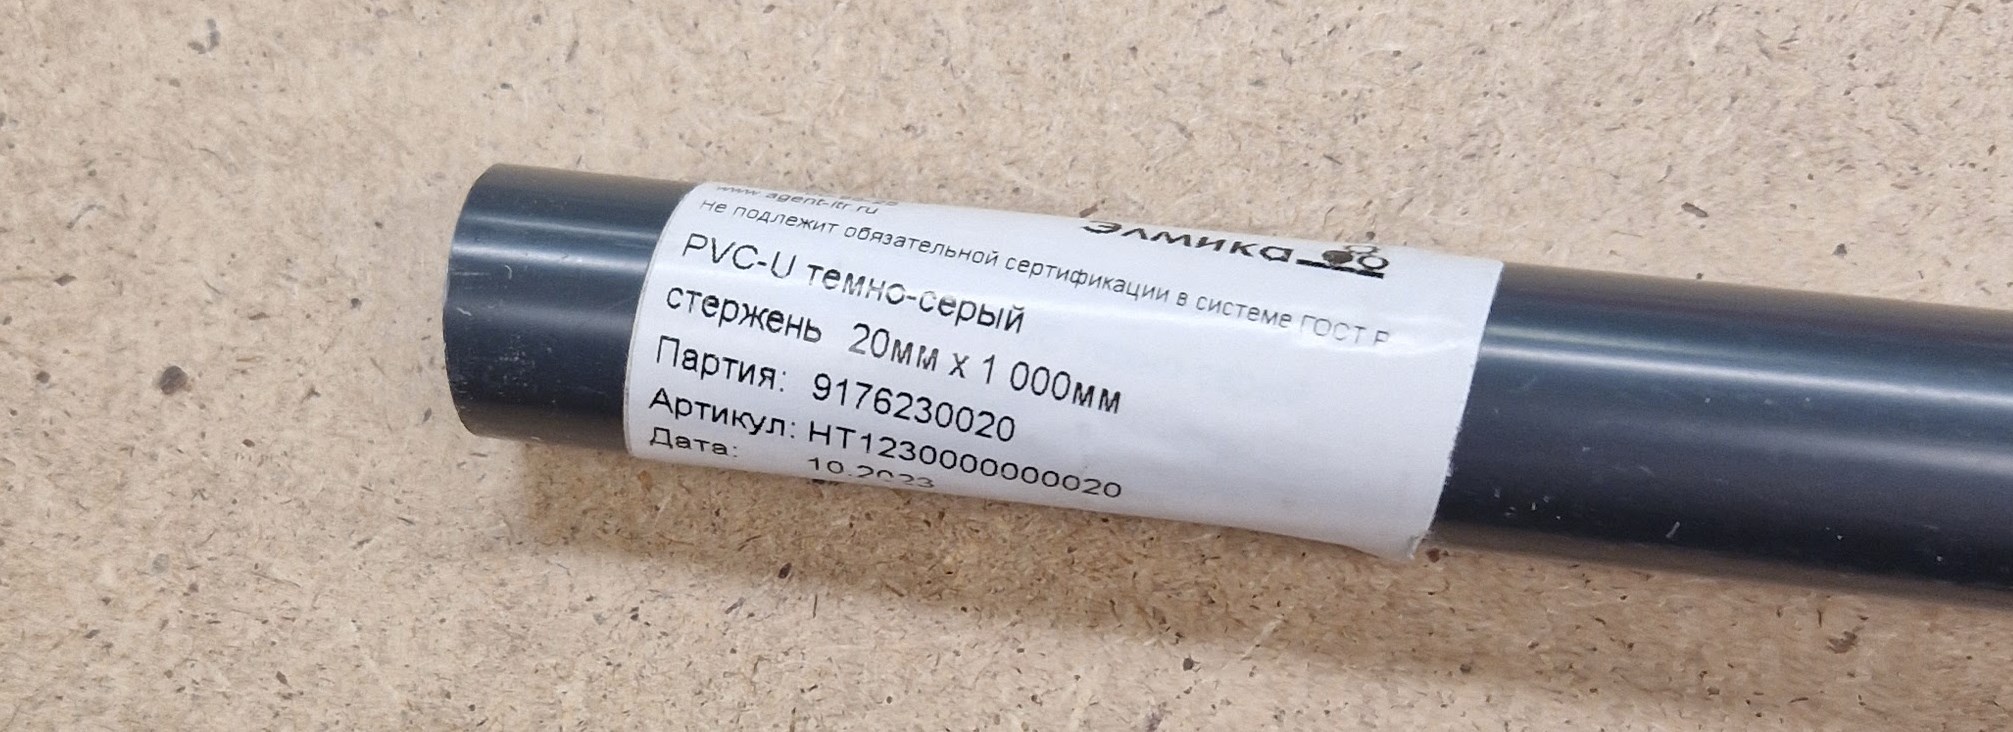 www.agent-itr.ru
Элмика
Не подлежит обязательной сертификации в системе ГОСТ Р
PVC-U темно-серый
стержень 20мм x 1 000мм
Партия: 9176230020
Артикул: HT1230000000020
Дата: 10.2023